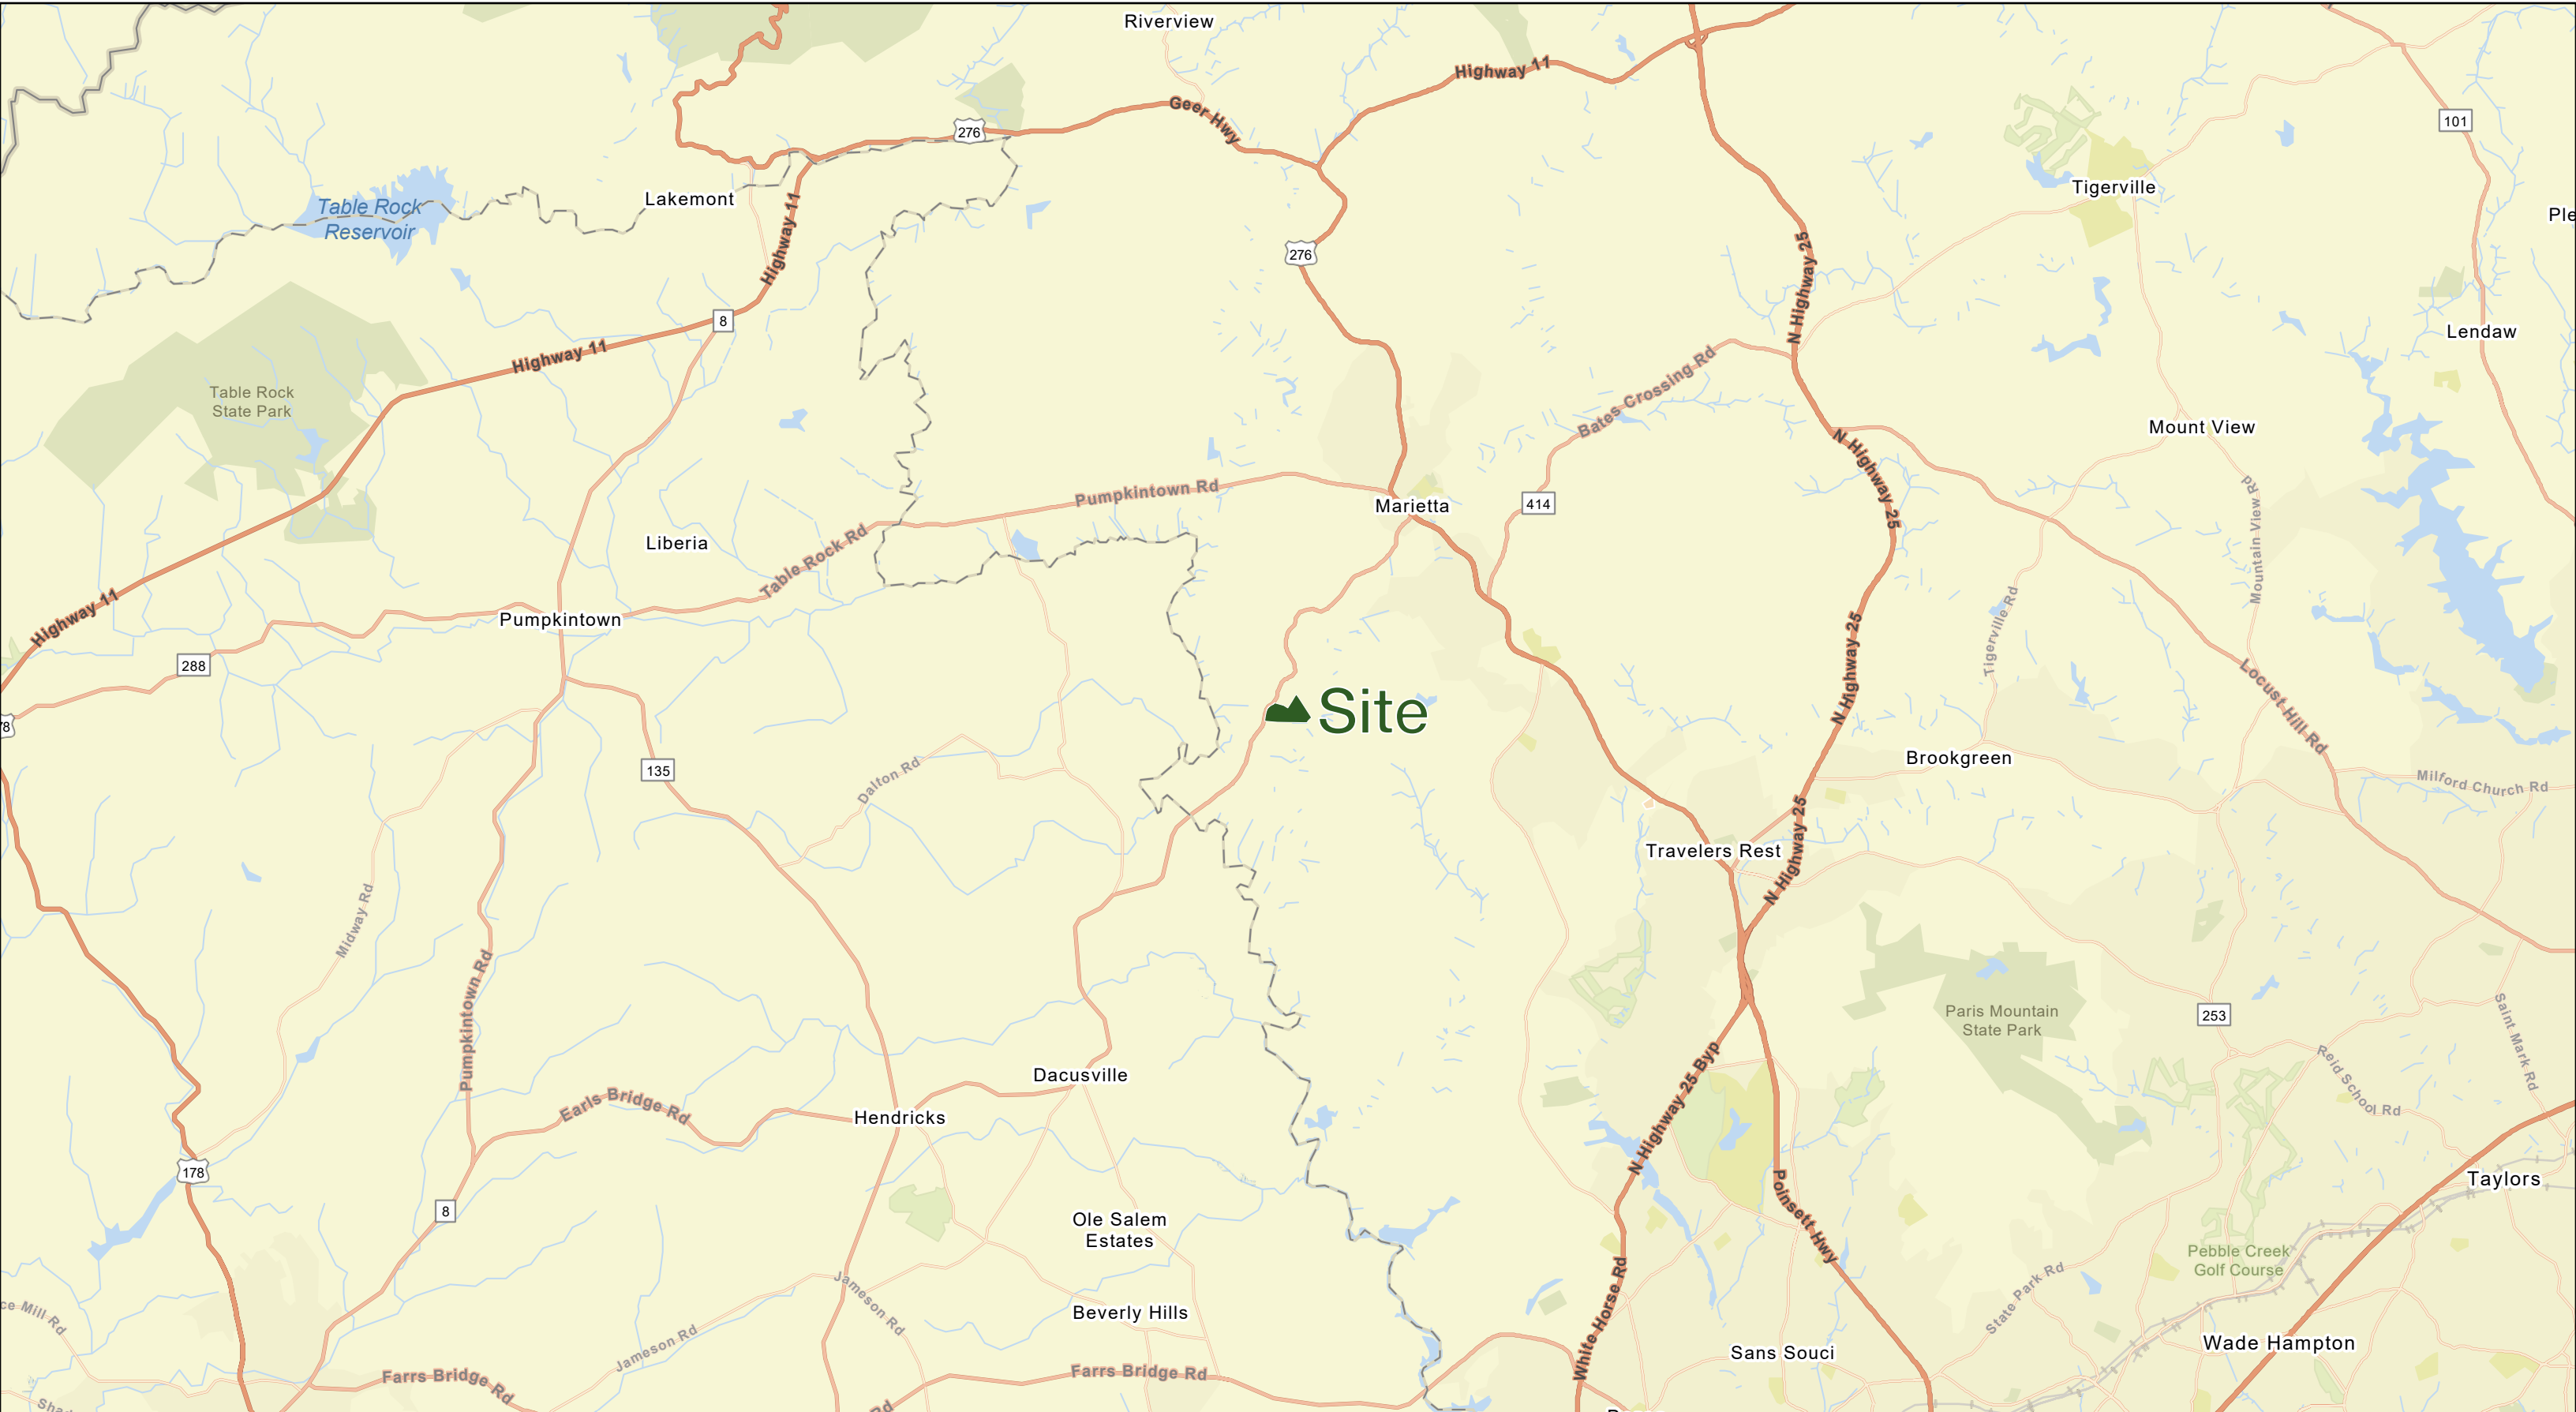 Riverview
Highway 11
Geer Hwy
276
101
Lakemont
Tigerville
Table Rock
Reservoir
Highway 11
276
N Highway 25
8
Lendaw
Highway 11
Table Rock
State Park
Bates Crossing Rd
Mount View
N Highway 25
Pumpkintown Rd
Marietta
414
Mountain View Rd
Liberia
Table Rock Rd
Highway 11
Pumpkintown
Tigerville Rd
288
N Highway 25
Locust Hill Rd
Site
135
Dalton Rd
Brookgreen
Milford Church Rd
N Highway 25
Travelers Rest
Midway Rd
Pumpkintown Rd
Paris Mountain
State Park
253
Saint Mark Rd
Reid School Rd
Dacusville
N Highway 25 Byp
Earls Bridge Rd
Hendricks
178
Taylors
8
Poinsett Hwy
Ole Salem
Estates
Pebble Creek
Golf Course
State Park Rd
Jameson Rd
Beverly Hills
White Horse Rd
Jameson Rd
Wade Hampton
Sans Souci
Farrs Bridge Rd
Farrs Bridge Rd
Rd